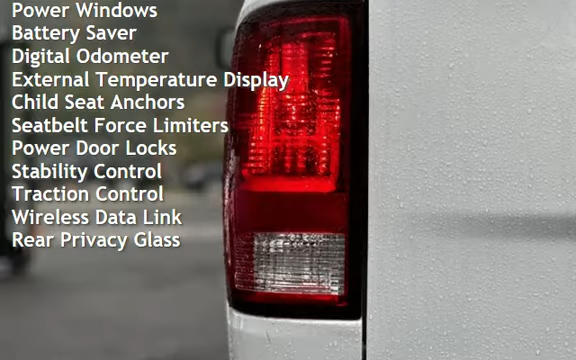 Power Windows
Battery Saver
Digital Odometer
External Temperature Display
Child Seat Anchors
Seatbelt Force Limiters
Power Door Locks
Stability Control
Traction Control
Wireless Data Link
Rear Privacy Glass